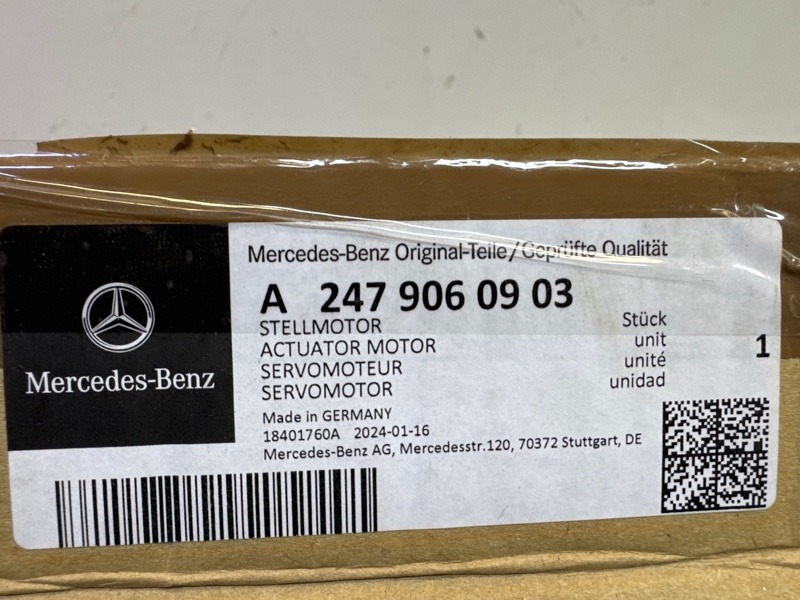 Mercedes-Benz Original-Teile/Geprüfte Qualität
A 247 906 09 03
STELLMOTOR
ACTUATOR MOTOR
SERVOMOTEUR
SERVOMOTOR
Stück
unit
unité
unidad
1
Mercedes-Benz
Made in GERMANY
18401760A 2024-01-16
Mercedes-Benz AG, Mercedesstr.120, 70372 Stuttgart, DE